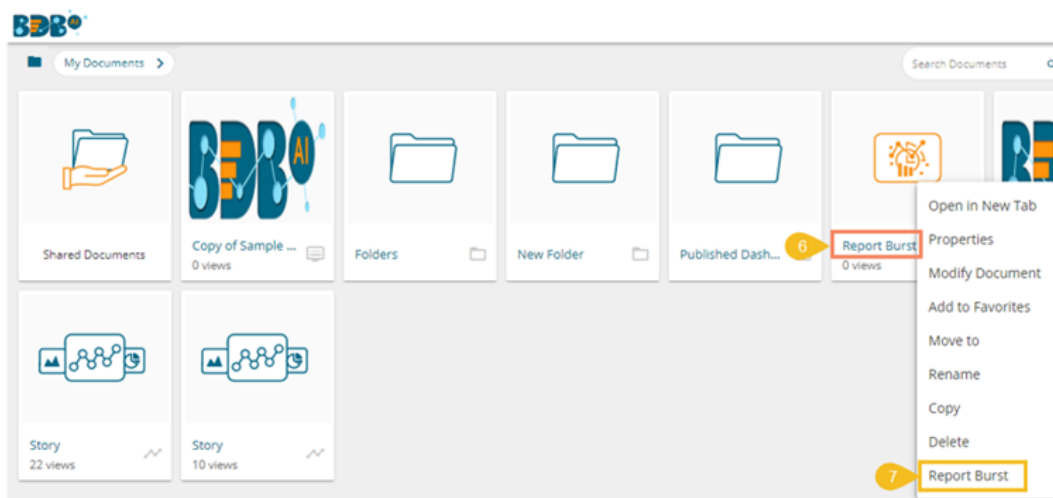 BDB AI
My Documents
Search Documents
BDB AI
Shared Documents
Copy of Sample ...
0 views
Folders
New Folder
Published Dash...
6
Report Burst
0 views
Open in New Tab
Properties
Modify Document
Add to Favorites
Move to
Rename
Copy
Delete
7
Report Burst
Story
22 views
Story
10 views